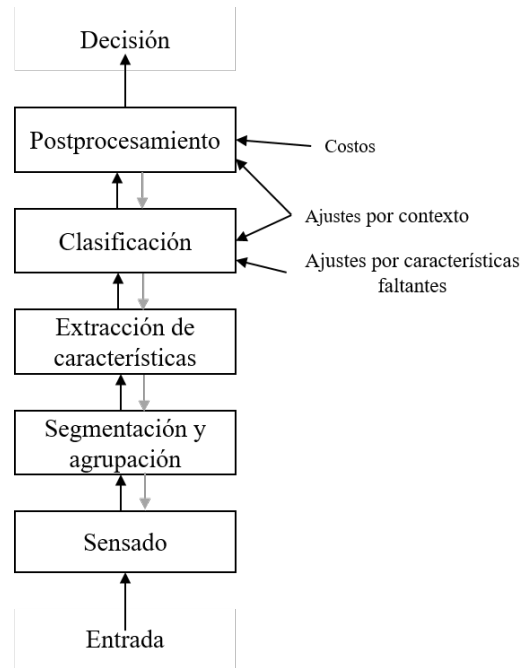 Decisión
Postprocesamiento
Costos
Ajustes por contexto
Clasificación
Ajustes por características
faltantes
Extracción de
características
Segmentación y
agrupación
Sensado
Entrada